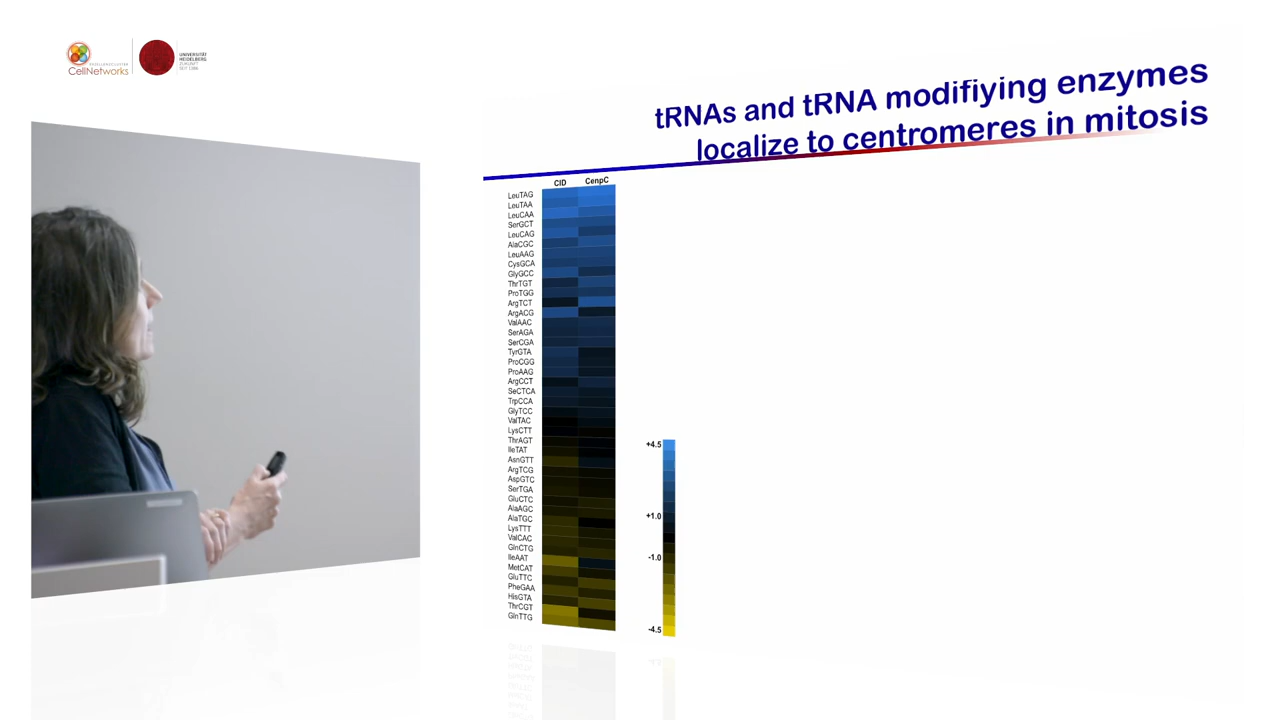 CellNetworks
UNIVERSITÄT
HEIDELBERG
ZUKUNFT
SEIT 1386
tRNAs and tRNA modifiying enzymes
localize to centromeres in mitosis
CID CenpC
LeuTAG
LeuTAA
LeuCAA
SerGCT
LeuCAG
AlaCGC
LeuAAG
CysGCA
GlyGCC
ThrTGT
ProTGG
ArgTCT
ArgACG
ValAAC
SerAGA
SerCGA
TyrGTA
ProCGG
ProAAG
ArgCCT
SeCTCA
TrpCCA
GlyTCC
ValTAC
LysCTT
ThrAGT
IleTAT
AsnGTT
ArgTCG
AspGTC
SerTGA
GluCTC
AlaAGC
AlaTGC
LysTTT
ValCAC
GlnCTG
IleAAT
MetCAT
GluTTC
PheGAA
HisGTA
ThrCGT
GlnTTG
+4.5
+1.0
-1.0
-4.5